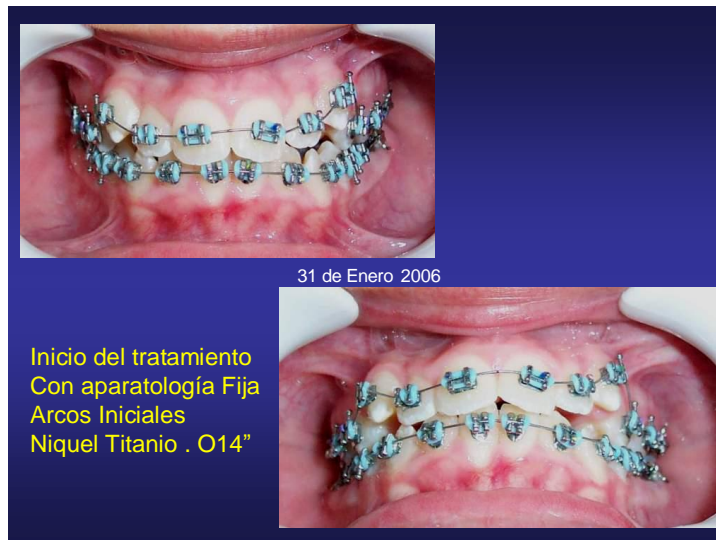 31 de Enero 2006
Inicio del tratamiento
Con aparatología Fija
Arcos Iniciales
Niquel Titanio . O14”